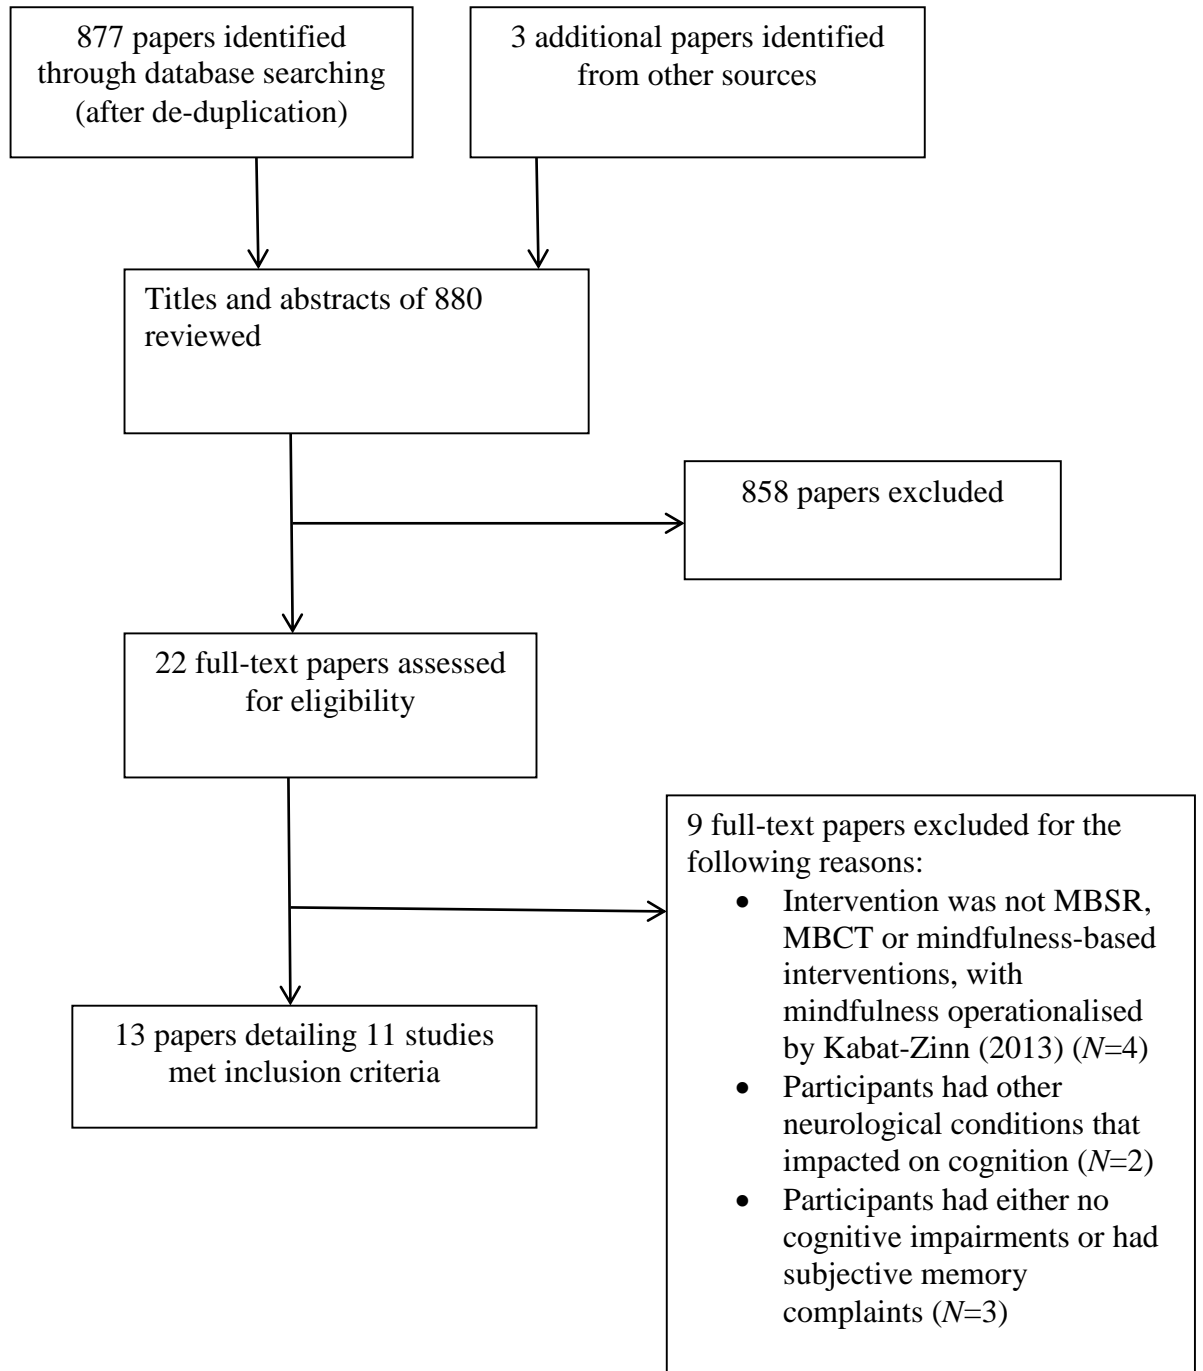 877 papers identified
through database searching
(after de-duplication)
3 additional papers identified
from other sources
Titles and abstracts of 880
reviewed
858 papers excluded
22 full-text papers assessed
for eligibility
9 full-text papers excluded for the
following reasons:
• Intervention was not MBSR,
MBCT or mindfulness-based
interventions, with
mindfulness operationalised
by Kabat-Zinn (2013) (N=4)
• Participants had other
neurological conditions that
impacted on cognition (N=2)
• Participants had either no
cognitive impairments or had
subjective memory
complaints (N=3)
13 papers detailing 11 studies
met inclusion criteria